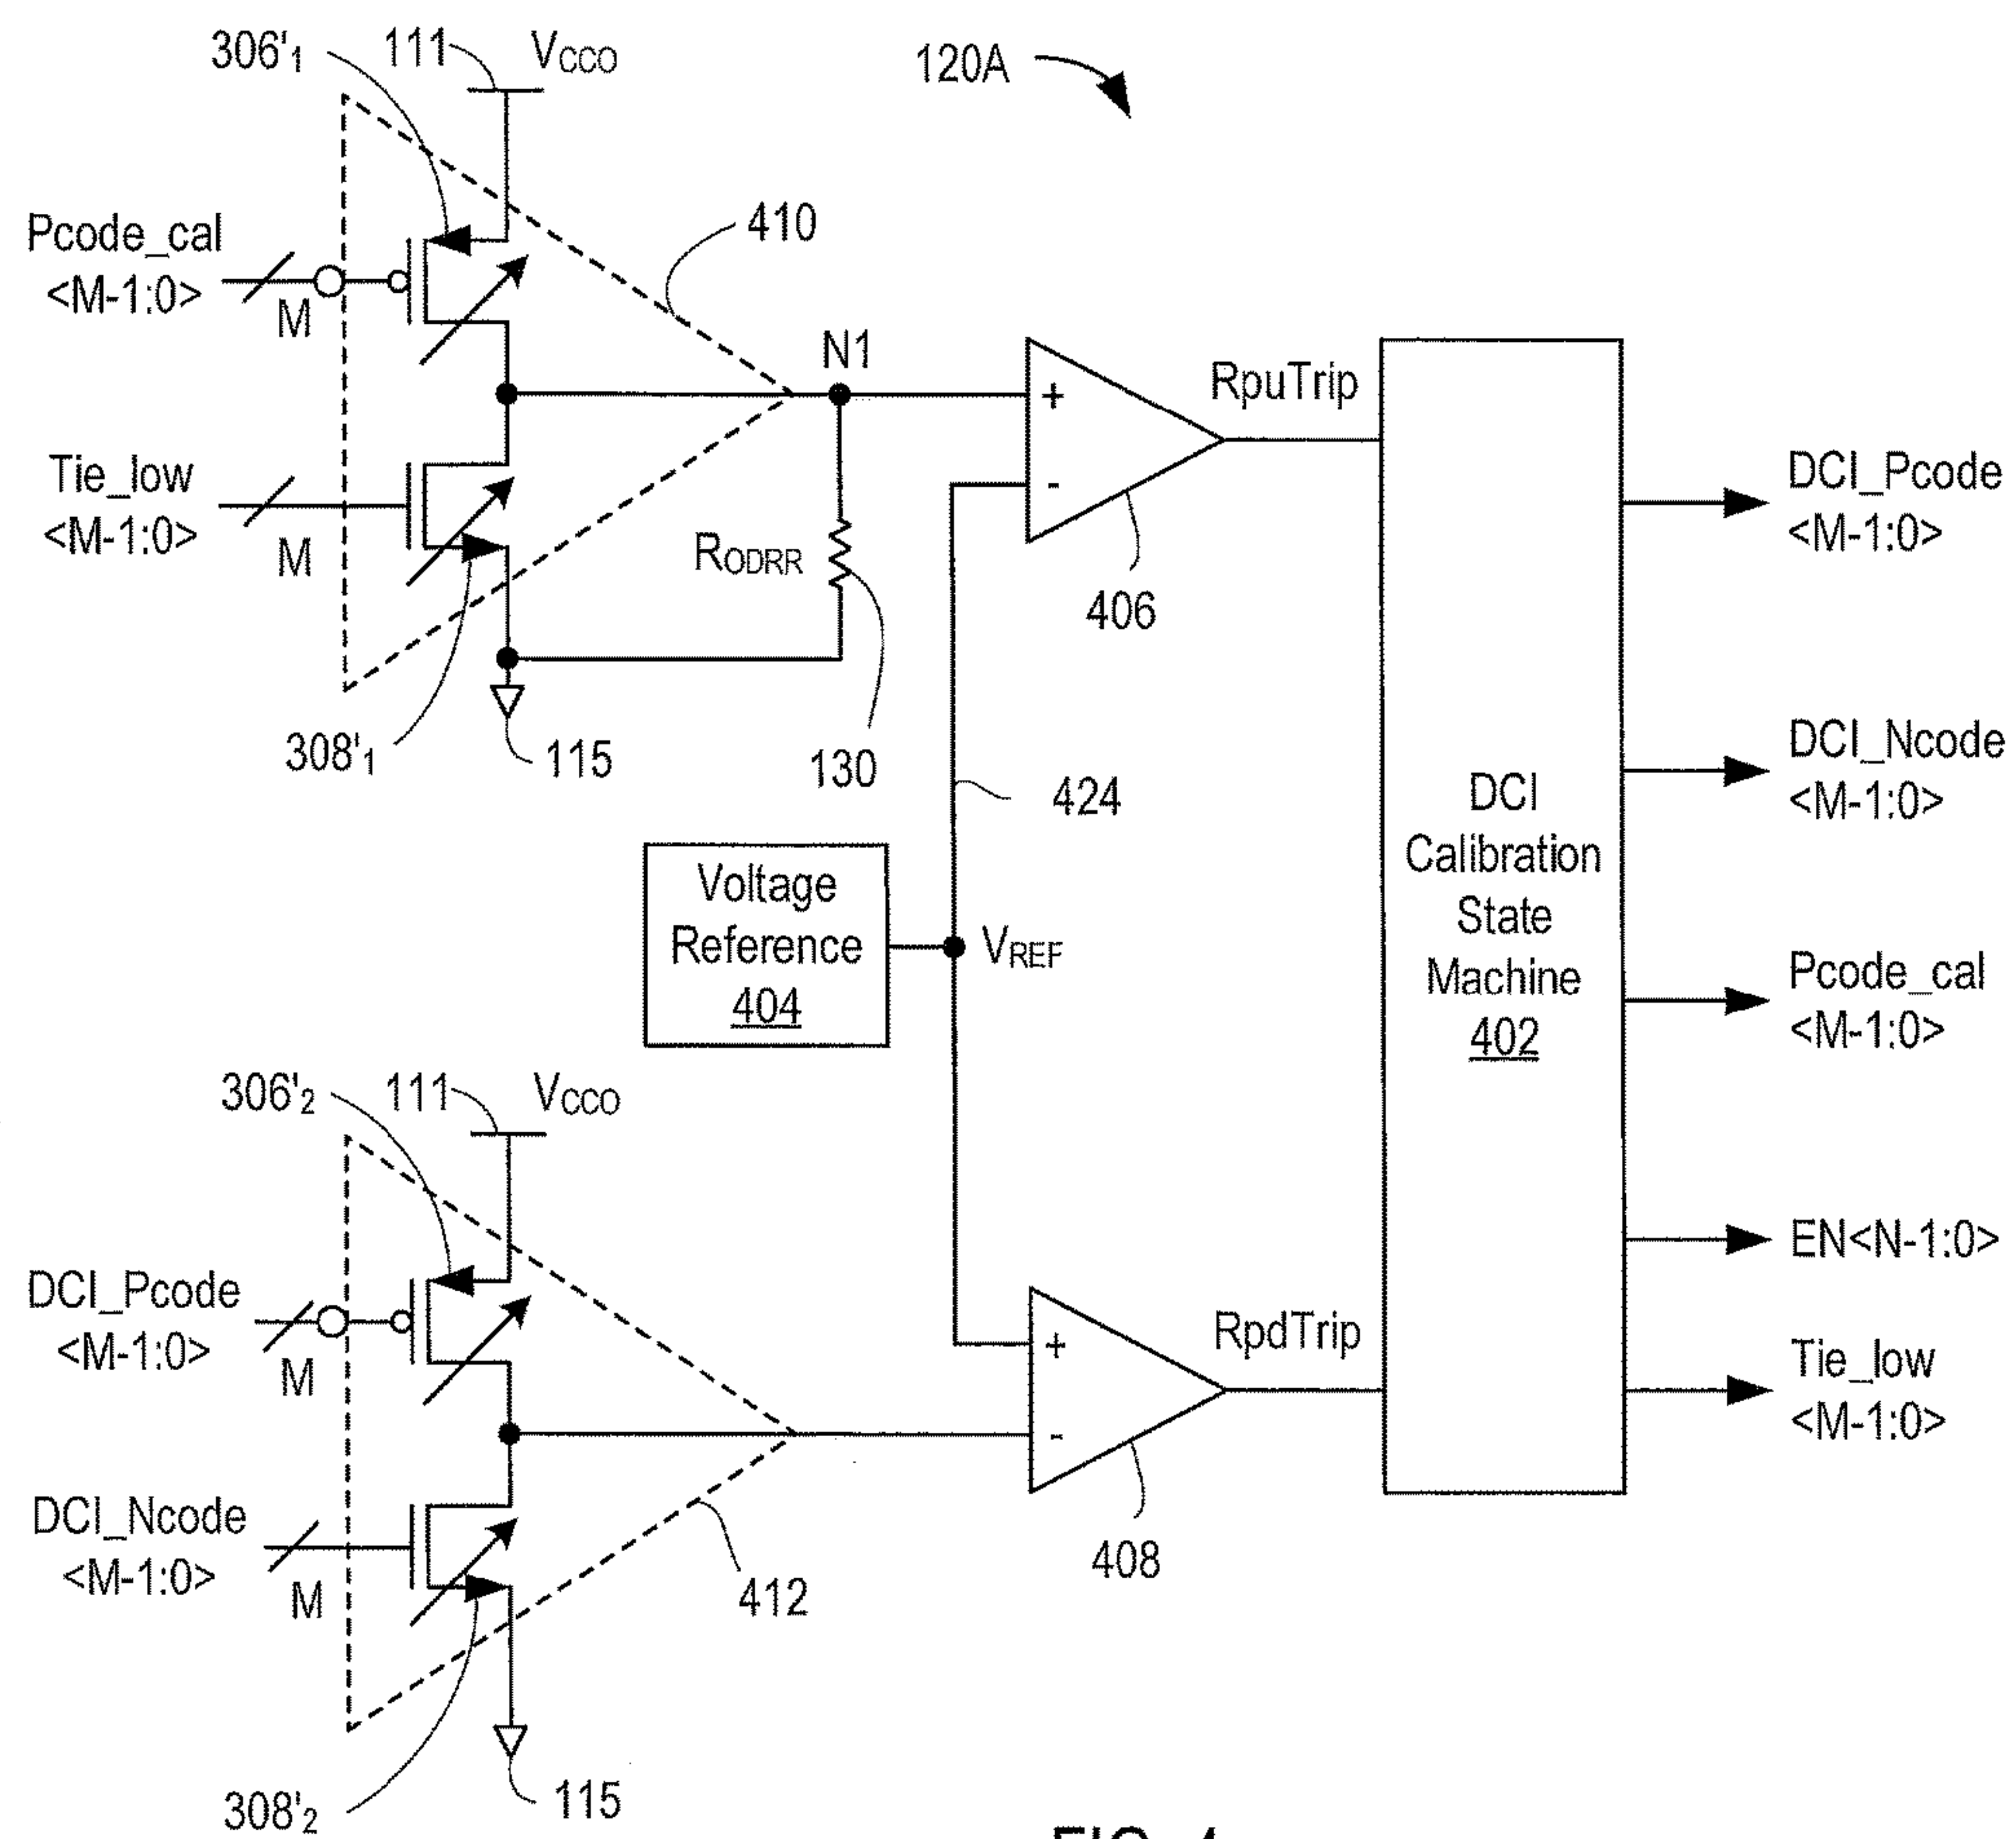 306'1
111
VCCO
120A
Pcode_cal
<M-1:0>
M
410
N1
+
-
RpuTrip
Tie_low
<M-1:0>
M
RODRR
406
308'1
115
130
424
DCI_Pcode
<M-1:0>
DCI_Ncode
<M-1:0>
DCI
Calibration
State
Machine
402
Voltage
Reference
404
VREF
Pcode_cal
<M-1:0>
306'2
111
VCCO
EN<N-1:0>
DCI_Pcode
<M-1:0>
M
+
-
RpdTrip
Tie_low
<M-1:0>
DCI_Ncode
<M-1:0>
M
412
408
308'2
115